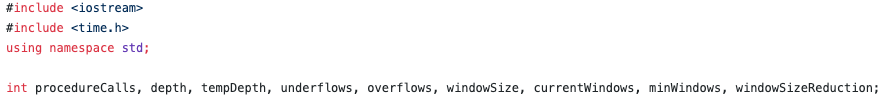 #include <iostream>
#include <time.h>
using namespace std;
int procedureCalls, depth, tempDepth, underflows, overflows, windowSize, currentWindows, minWindows, windowSizeReduction;